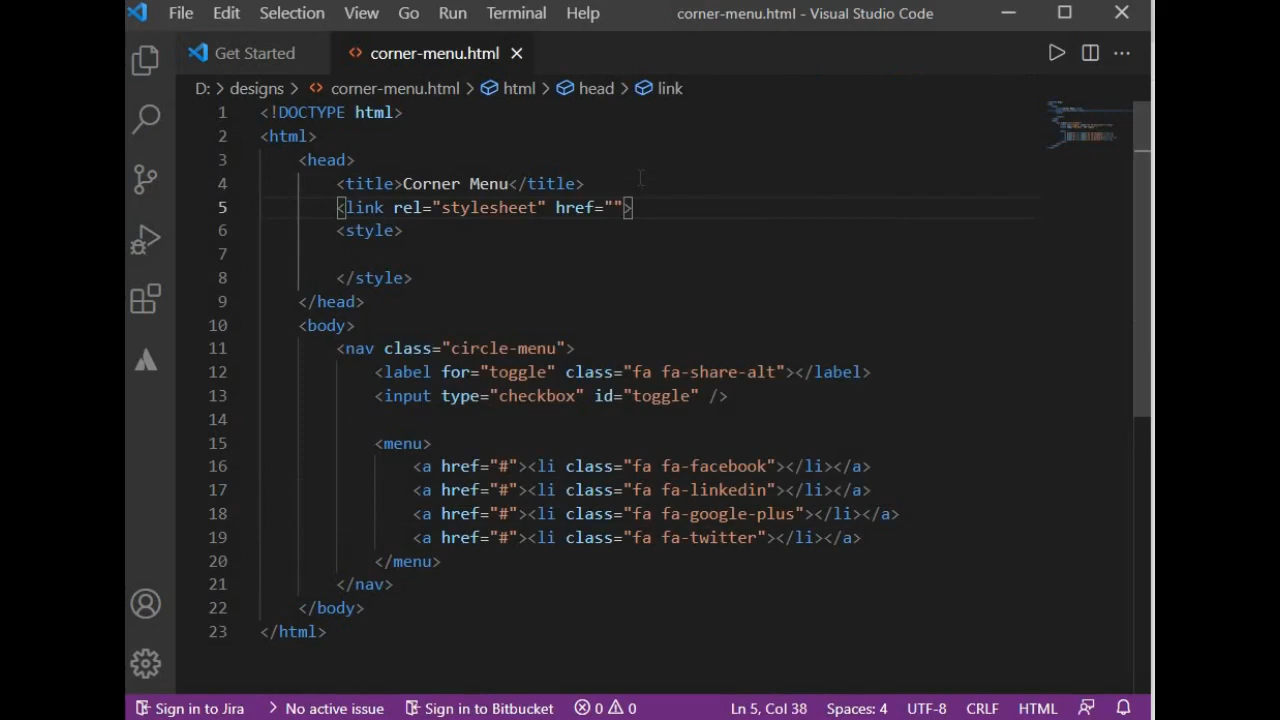 File Edit Selection View Go Run Terminal Help corner-menu.html - Visual Studio Code
Get Started corner-menu.html
D: > designs > corner-menu.html > html > head > link
1 <!DOCTYPE html>
2 <html>
3 <head>
4 <title>Corner Menu</title>
5 <link rel="stylesheet" href="">
6 <style>
7
8 </style>
9 </head>
10 <body>
11 <nav class="circle-menu">
12 <label for="toggle" class="fa fa-share-alt"></label>
13 <input type="checkbox" id="toggle" />
14
15 <menu>
16 <a href="#"><li class="fa fa-facebook"></li></a>
17 <a href="#"><li class="fa fa-linkedin"></li></a>
18 <a href="#"><li class="fa fa-google-plus"></li></a>
19 <a href="#"><li class="fa fa-twitter"></li></a>
20 </menu>
21 </nav>
22 </body>
23 </html>
Sign in to Jira No active issue Sign in to Bitbucket 0 0 Ln 5, Col 38 Spaces: 4 UTF-8 CRLF HTML